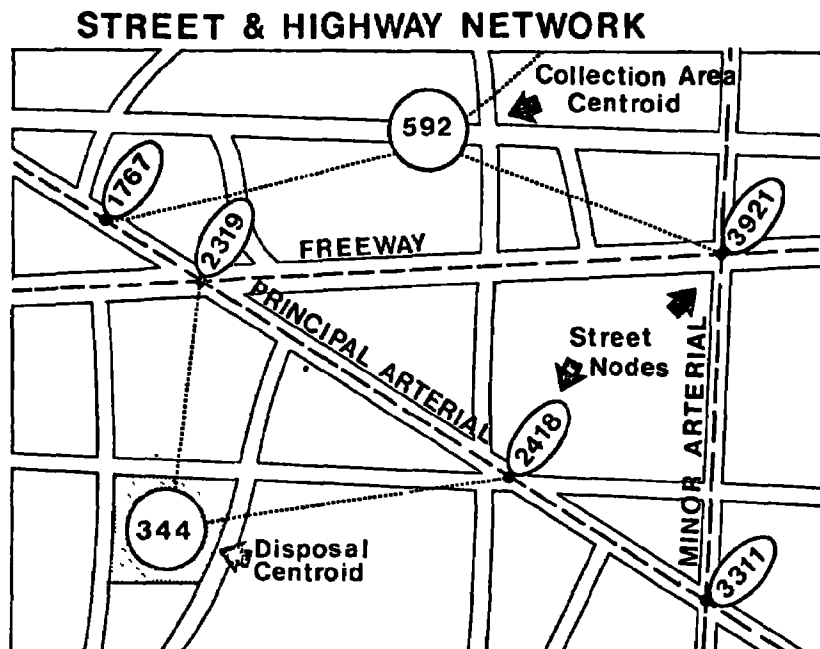 STREET & HIGHWAY NETWORK
Collection Area
Centroid
592
1767
2319
3921
FREEWAY
PRINCIPAL ARTERIAL
Street
Nodes
MINOR ARTERIAL
2418
344
Disposal
Centroid
3311